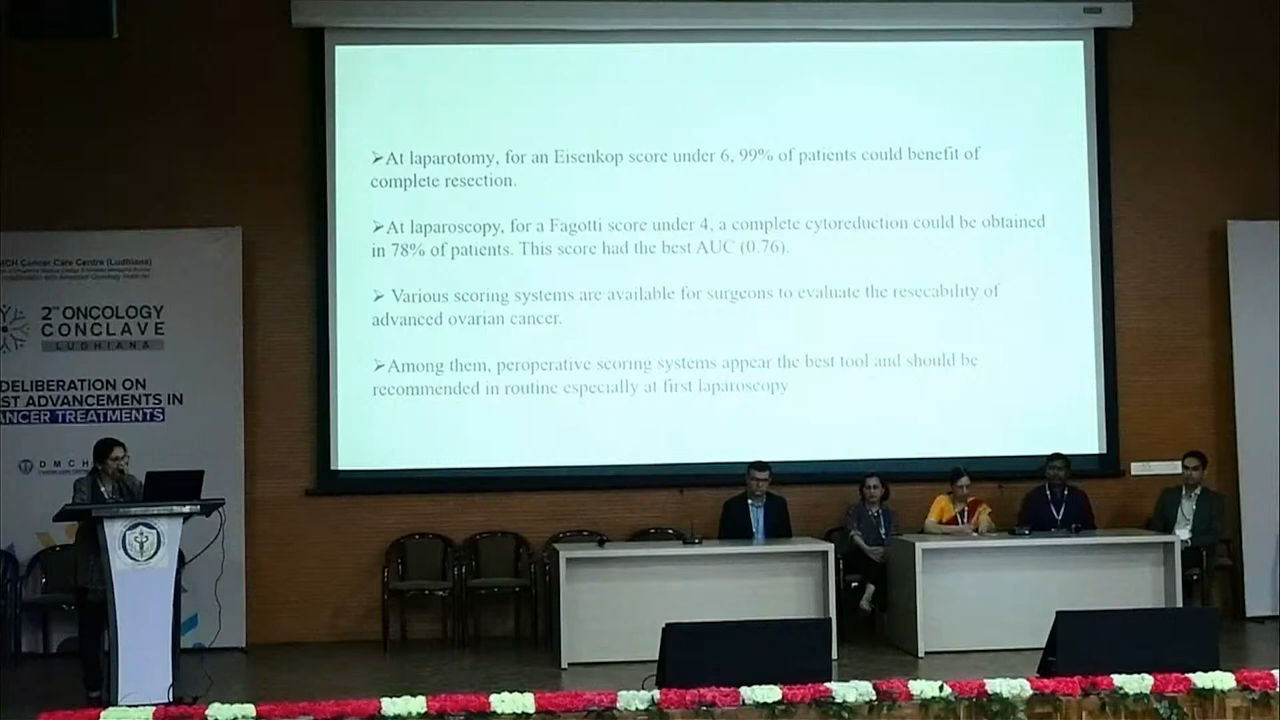 ➢At laparotomy, for an Eisenkop score under 6, 99% of patients could benefit of
complete resection.
➢At laparoscopy, for a Fagotti score under 4, a complete cytoreduction could be obtained
in 78% of patients. This score had the best AUC (0.76).
➢ Various scoring systems are available for surgeons to evaluate the resecability of
advanced ovarian cancer.
➢Among them, peroperative scoring systems appear the best tool and should be
recommended in routine especially at first laparoscopy
MCH Cancer Care Centre (Ludhiana)
2nd ONCOLOGY
CONCLAVE
LUDHIANA
DELIBERATION ON
ST ADVANCEMENTS IN
ANCER TREATMENTS
DMCH